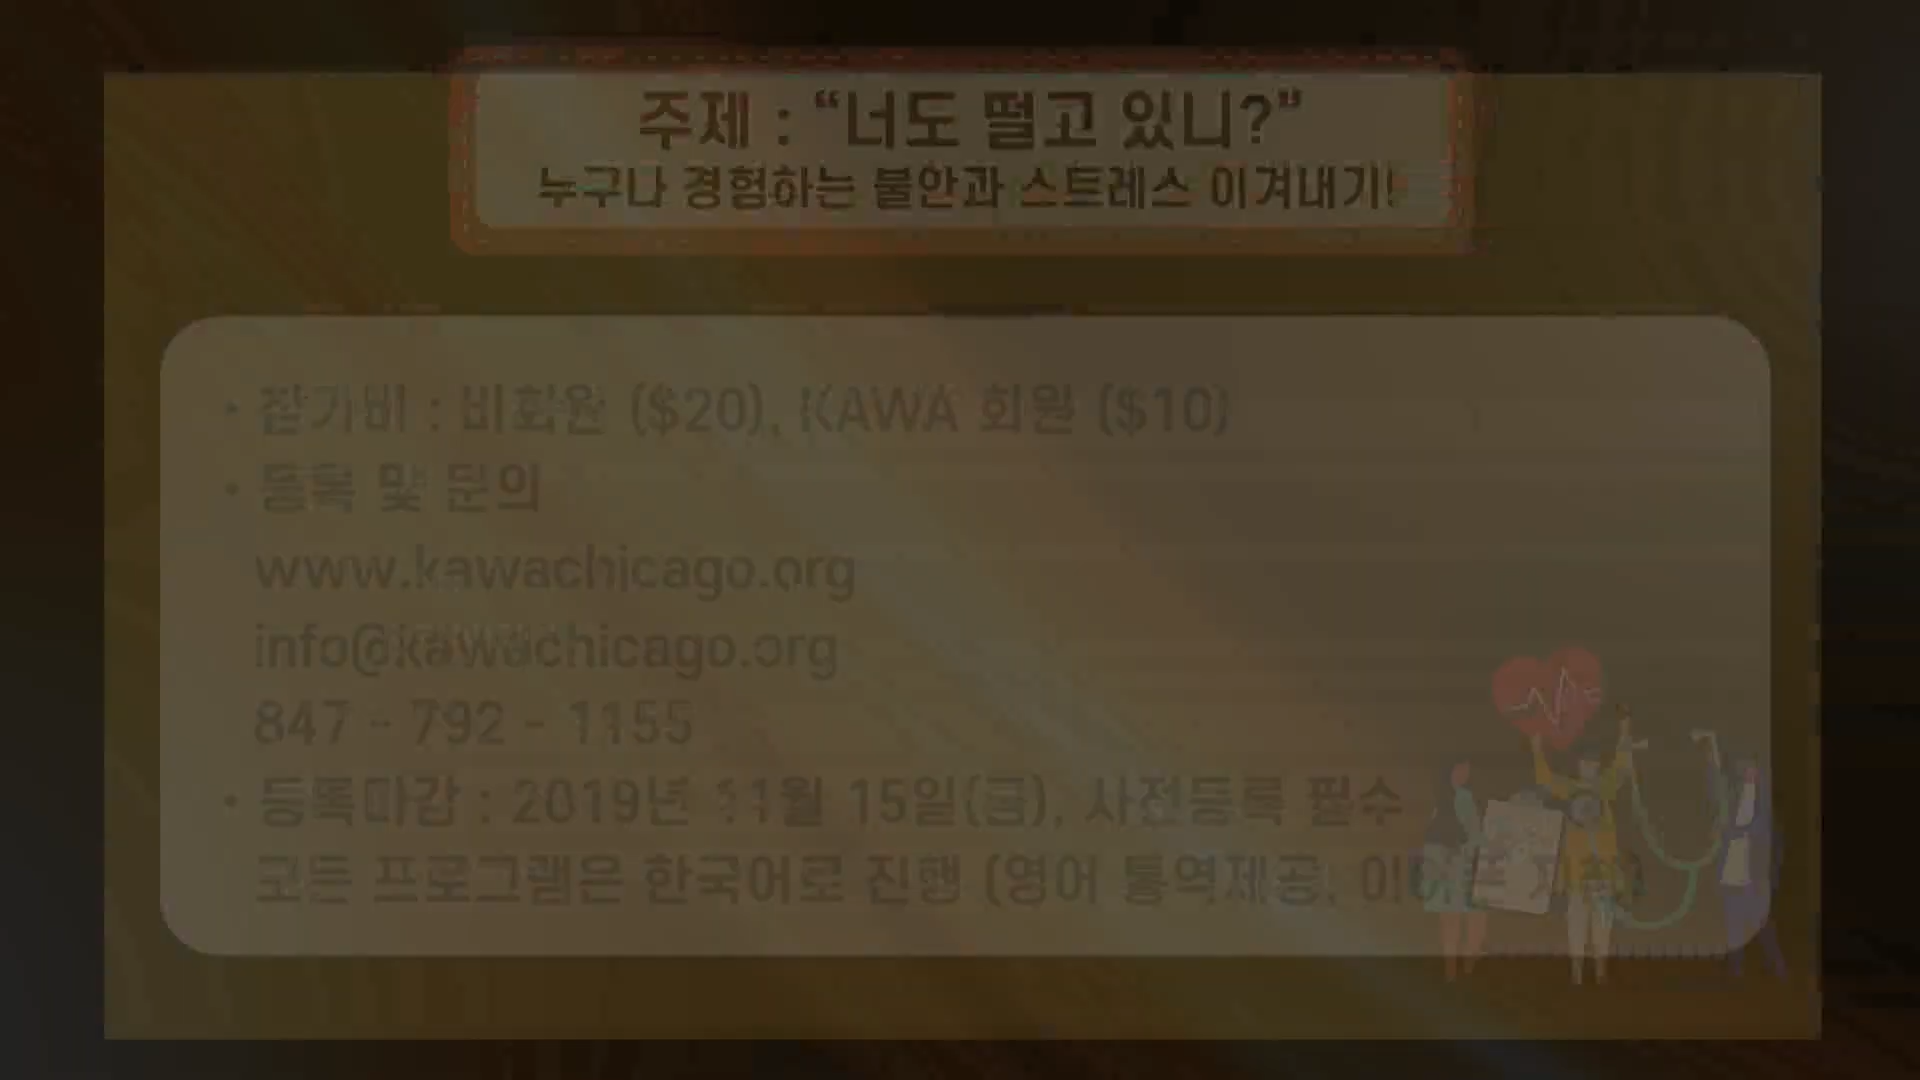 주제 : “너도 떨고 있니?”
누구나 경험하는 불안과 스트레스 이겨내기!
• 참가비 : 비회원 ($20), KAWA 회원 ($10)
• 등록 및 문의
www.kawachicago.org
info@kawachicago.org
847 - 792 - 1155
• 등록마감 : 2019년 11월 15일(금), 사전등록 필수
모든 프로그램은 한국어로 진행 (영어 통역제공,